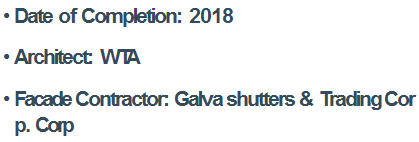 • Date of Completion: 2018
• Architect: WTA
• Facade Contractor: Galva shutters & Trading Cor
p. Corp